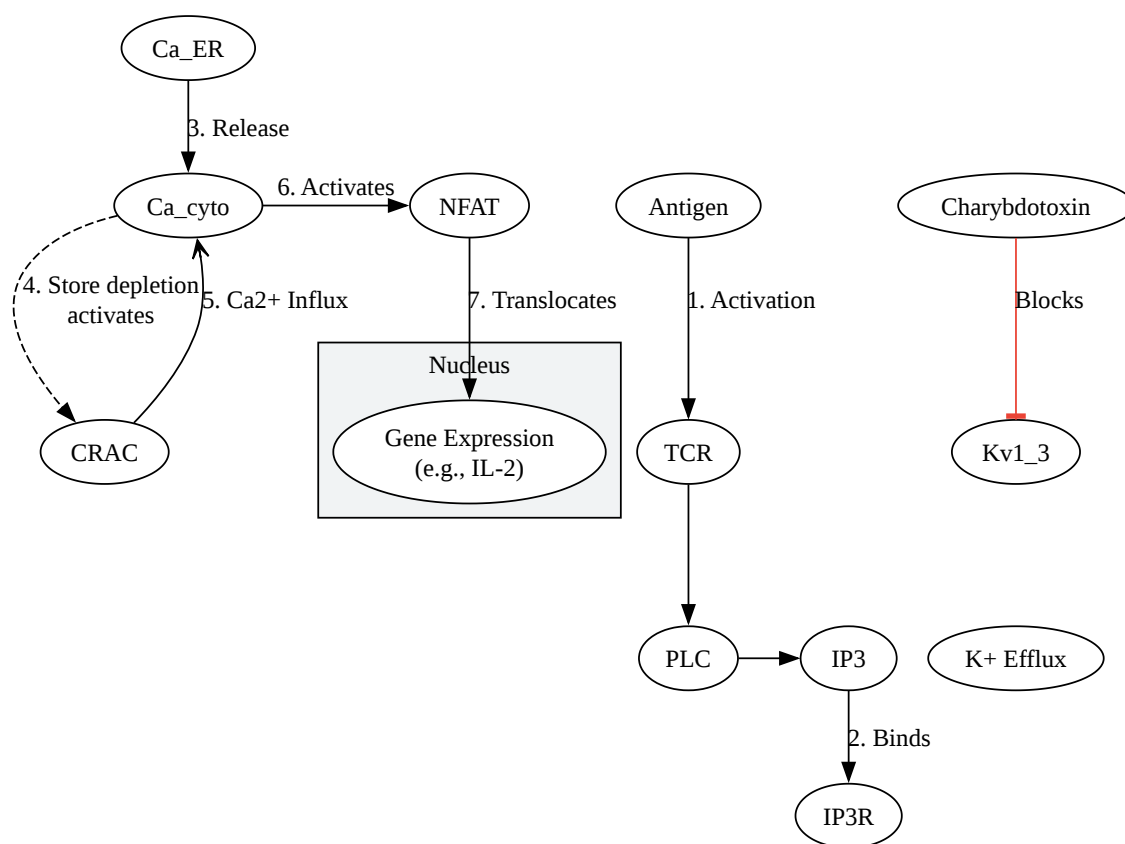 Ca_ER
3. Release
Ca_cyto
6. Activates
NFAT
Antigen
Charybdotoxin
4. Store depletion
activates
5. Ca2+ Influx
7. Translocates
1. Activation
Blocks
Nucleus
CRAC
Gene Expression
(e.g., IL-2)
TCR
Kv1_3
PLC
IP3
K+ Efflux
2. Binds
IP3R